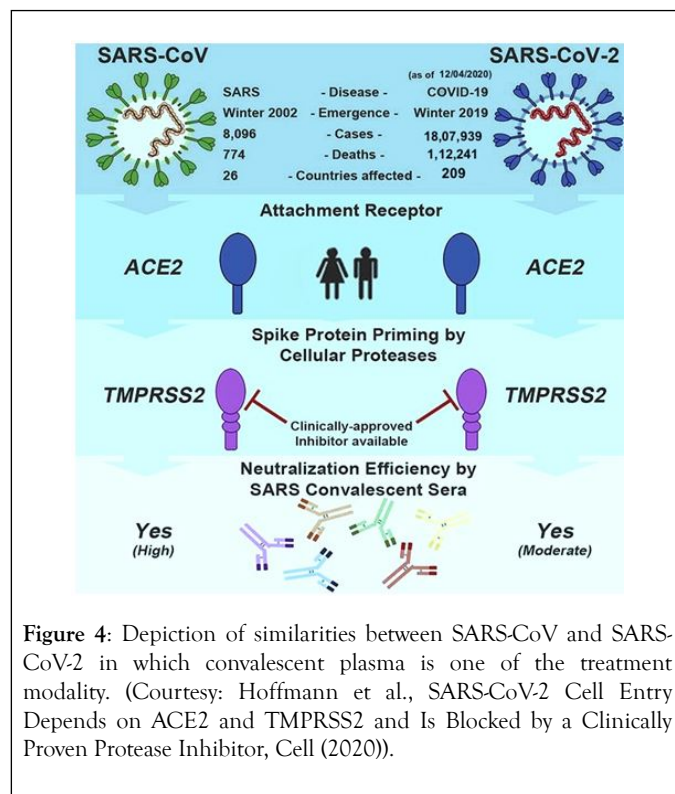 SARS-CoV SARS-CoV-2
(as of 12/04/2020)
SARS - Disease - COVID-19
Winter 2002 - Emergence - Winter 2019
8,096 - Cases - 18,07,939
774 - Deaths - 1,12,241
26 - Countries affected - 209
Attachment Receptor
ACE2 ACE2
Spike Protein Priming by
Cellular Proteases
TMPRSS2 TMPRSS2
Clinically-approved
Inhibitor available
Neutralization Efficiency by
SARS Convalescent Sera
Yes Yes
(High) (Moderate)
Figure 4: Depiction of similarities between SARS-CoV and SARS-
CoV-2 in which convalescent plasma is one of the treatment
modality. (Courtesy: Hoffmann et al., SARS-CoV-2 Cell Entry
Depends on ACE2 and TMPRSS2 and Is Blocked by a Clinically
Proven Protease Inhibitor, Cell (2020)).